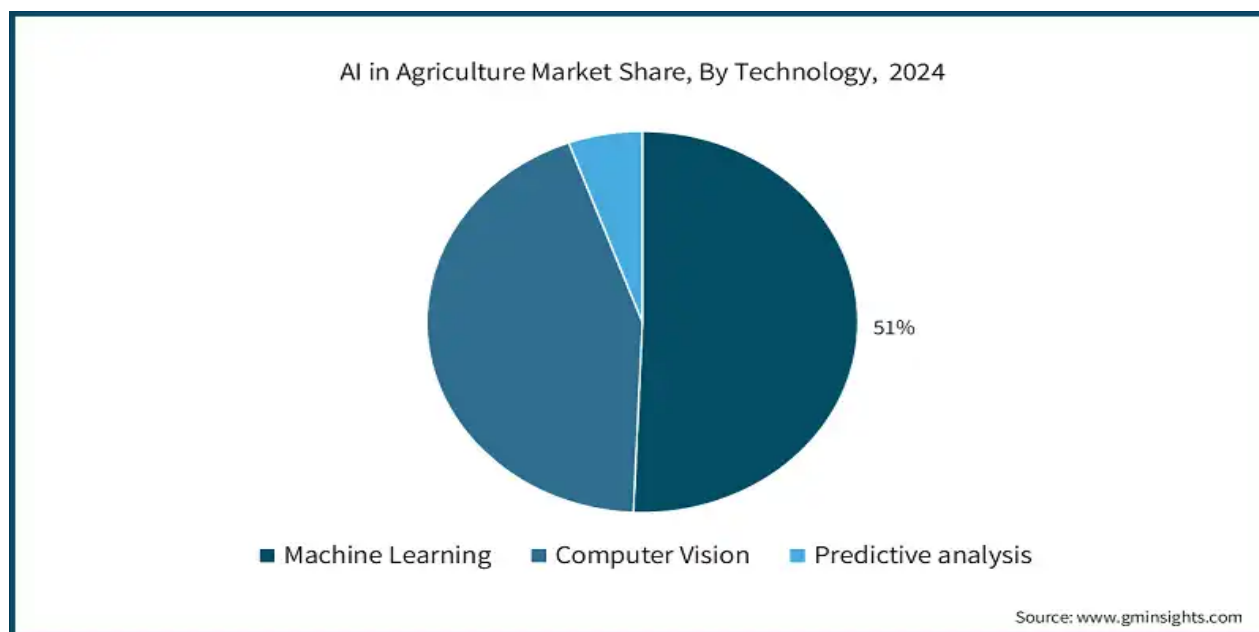 AI in Agriculture Market Share, By Technology, 2024
51%
Machine Learning Computer Vision Predictive analysis
Source: www.gminsights.com